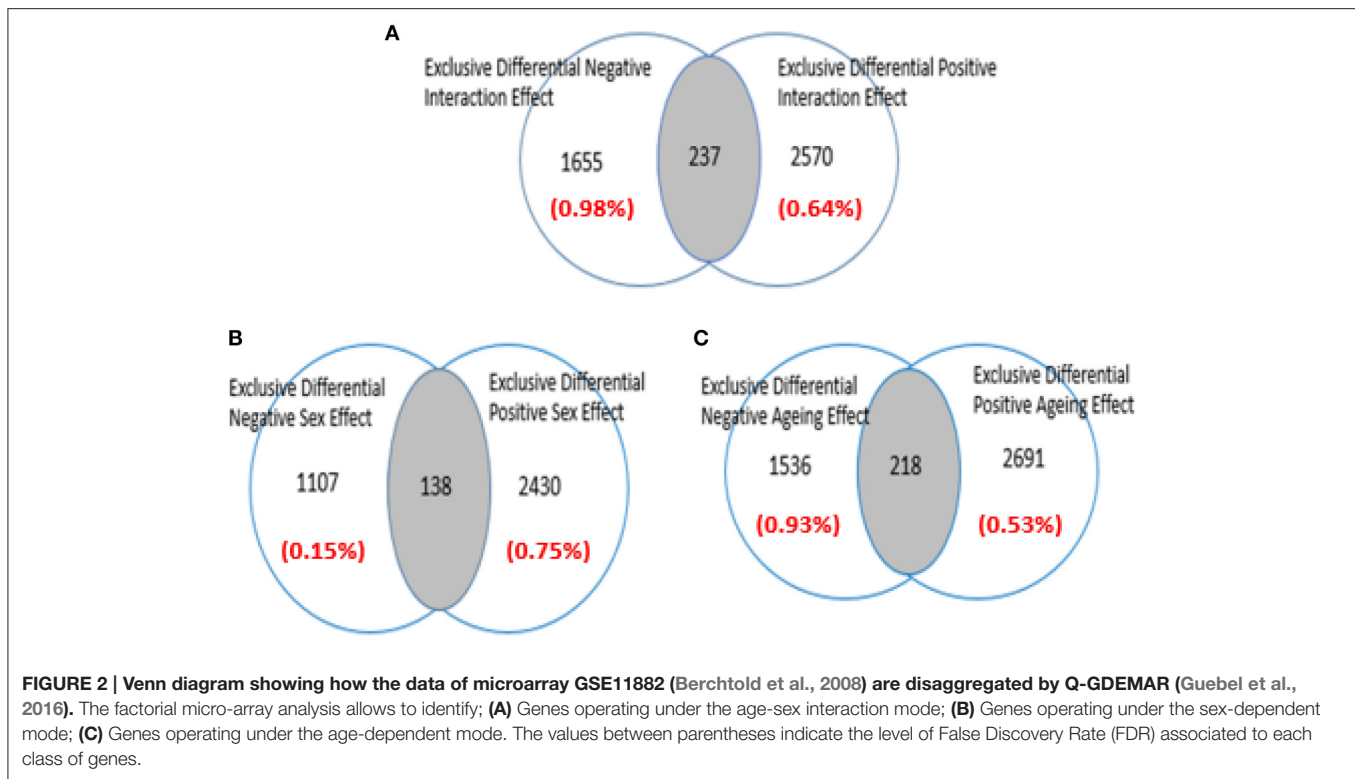 A
Exclusive Differential Negative
Interaction Effect
Exclusive Differential Positive
Interaction Effect
1655
237
2570
(0.98%)
(0.64%)
B
Exclusive Differential
Negative Sex Effect
Exclusive Differential
Positive Sex Effect
1107
138
2430
(0.15%)
(0.75%)
C
Exclusive Differential
Negative Ageing Effect
Exclusive Differential
Positive Ageing Effect
1536
218
2691
(0.93%)
(0.53%)
FIGURE 2 | Venn diagram showing how the data of microarray GSE11882 (Berchtold et al., 2008) are disaggregated by Q-GDEMAR (Guebel et al.,
2016). The factorial micro-array analysis allows to identify; (A) Genes operating under the age-sex interaction mode; (B) Genes operating under the sex-dependent
mode; (C) Genes operating under the age-dependent mode. The values between parentheses indicate the level of False Discovery Rate (FDR) associated to each
class of genes.